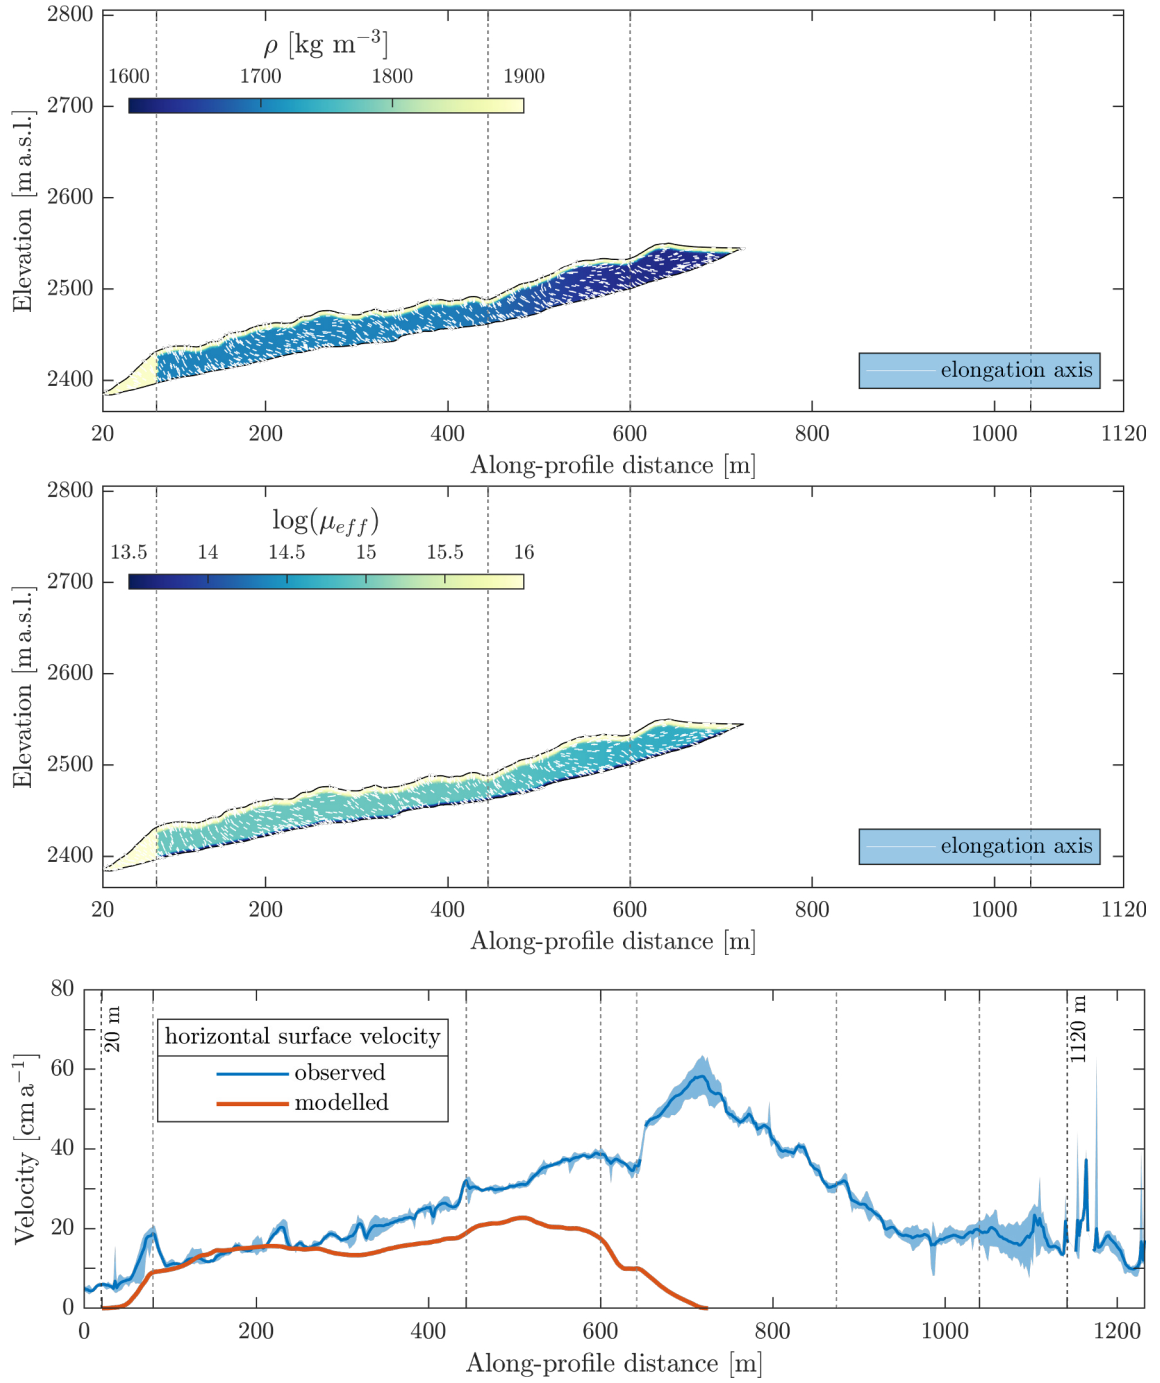 ρ [kg m⁻³]
1600 1700 1800 1900
2800
2700
2600
2500
2400
Elevation [m a.s.l.]
elongation axis
20 200 400 600 800 1000 1120
Along-profile distance [m]
log(μ_eff)
13.5 14 14.5 15 15.5 16
2800
2700
2600
2500
2400
Elevation [m a.s.l.]
elongation axis
20 200 400 600 800 1000 1120
Along-profile distance [m]
80
60
40
20
0
Velocity [cm a⁻¹]
20 m
horizontal surface velocity
observed
modelled
1120 m
0 200 400 600 800 1000 1200
Along-profile distance [m]